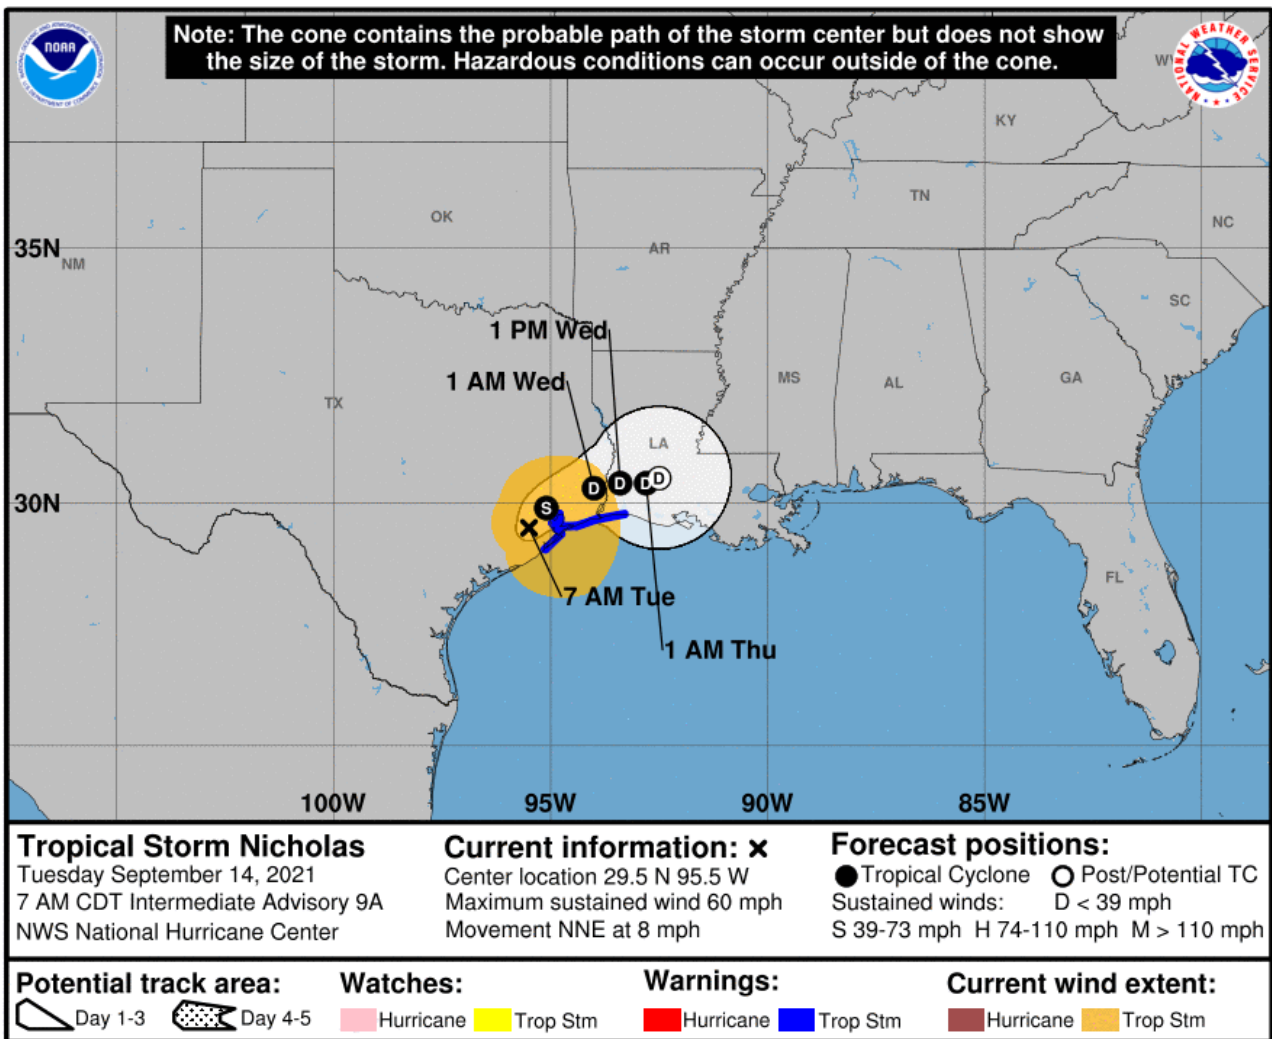 Note: The cone contains the probable path of the storm center but does not show
the size of the storm. Hazardous conditions can occur outside of the cone.
NOAA
NATIONAL WEATHER SERVICE
WV
KY
TN
NC
OK
AR
SC
35N
NM
1 PM Wed
1 AM Wed
MS
AL
GA
TX
LA
D
D
D
D
30N
S
FL
7 AM Tue
1 AM Thu
100W
95W
90W
85W
Tropical Storm Nicholas
Tuesday September 14, 2021
7 AM CDT Intermediate Advisory 9A
NWS National Hurricane Center
Current information: x
Center location 29.5 N 95.5 W
Maximum sustained wind 60 mph
Movement NNE at 8 mph
Forecast positions:
Tropical Cyclone Post/Potential TC
Sustained winds: D < 39 mph
S 39-73 mph H 74-110 mph M > 110 mph
Potential track area:
Day 1-3 Day 4-5
Watches:
Hurricane Trop Stm
Warnings:
Hurricane Trop Stm
Current wind extent:
Hurricane Trop Stm